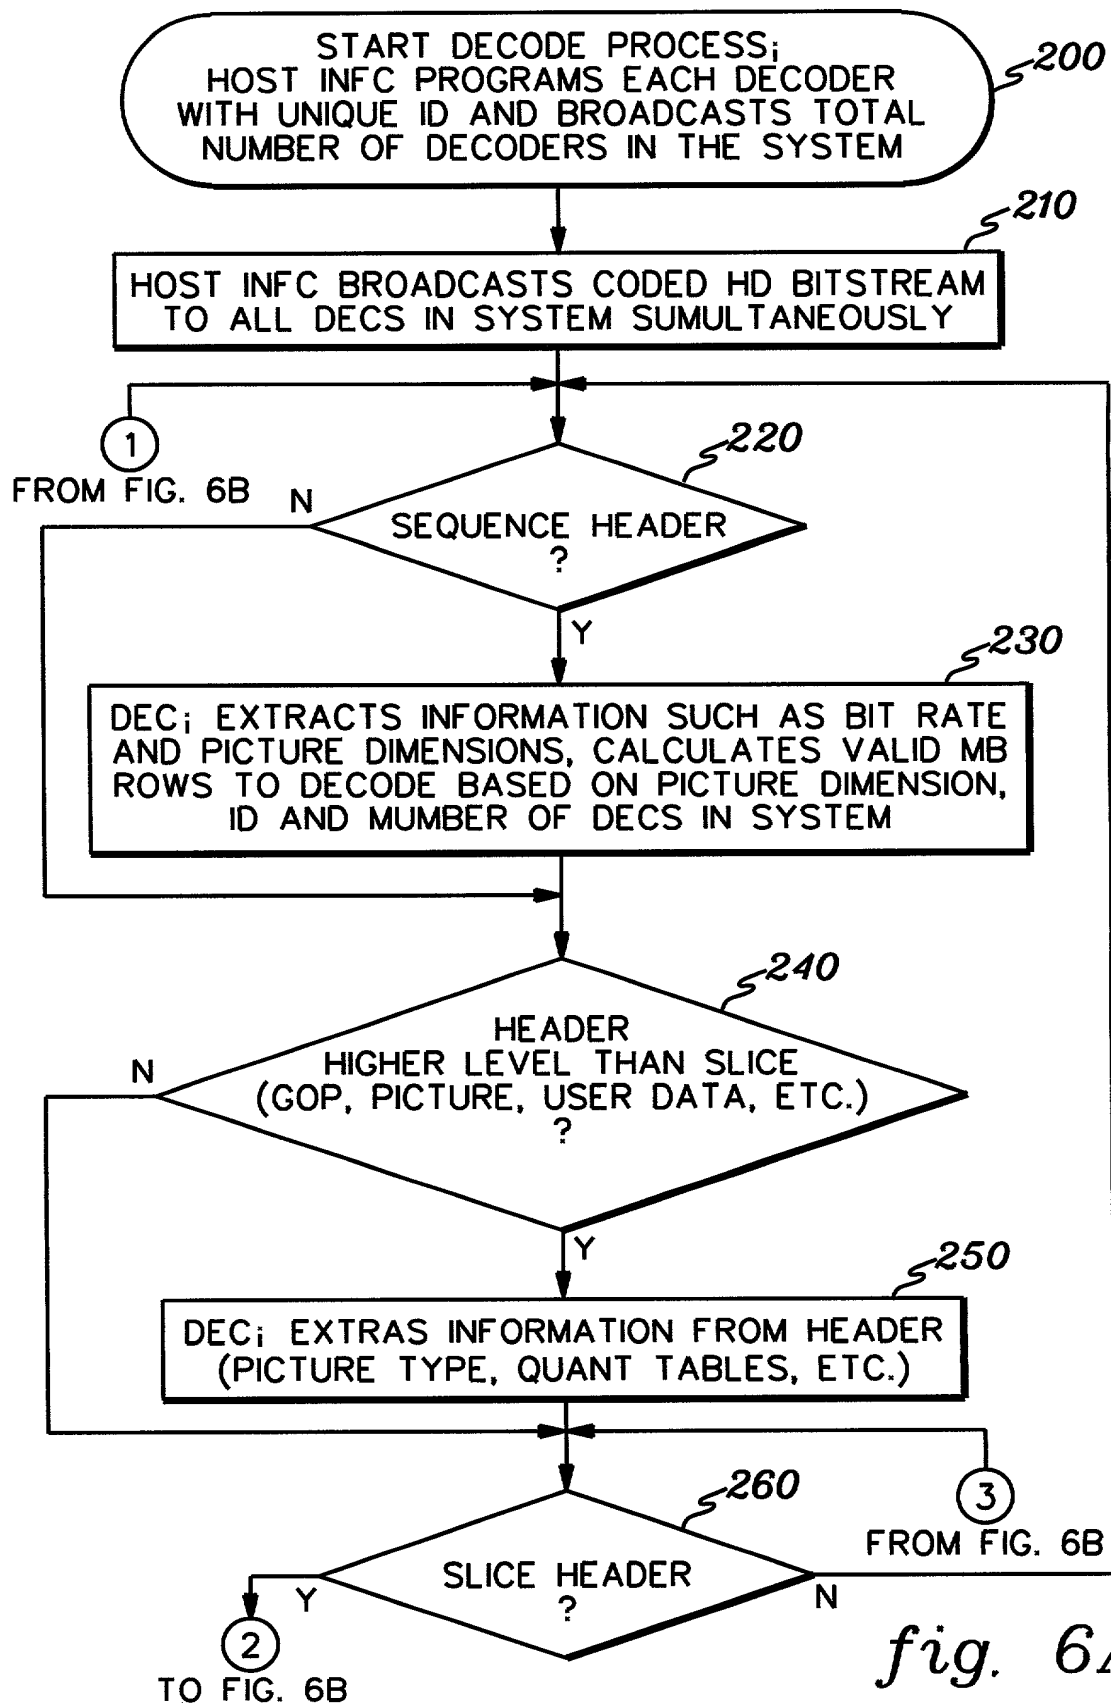 START DECODE PROCESSi
HOST INFC PROGRAMS EACH DECODER
WITH UNIQUE ID AND BROADCASTS TOTAL
NUMBER OF DECODERS IN THE SYSTEM
200
210
HOST INFC BROADCASTS CODED HD BITSTREAM
TO ALL DECS IN SYSTEM SUMULTANEOUSLY
1
FROM FIG. 6B
220
N
SEQUENCE HEADER
?
Y
230
DECi EXTRACTS INFORMATION SUCH AS BIT RATE
AND PICTURE DIMENSIONS, CALCULATES VALID MB
ROWS TO DECODE BASED ON PICTURE DIMENSION,
ID AND MUMBER OF DECS IN SYSTEM
240
HEADER
HIGHER LEVEL THAN SLICE
(GOP, PICTURE, USER DATA, ETC.)
?
N
Y
250
DECi EXTRAS INFORMATION FROM HEADER
(PICTURE TYPE, QUANT TABLES, ETC.)
260
3
FROM FIG. 6B
SLICE HEADER
?
Y
N
2
TO FIG. 6B
fig. 6A